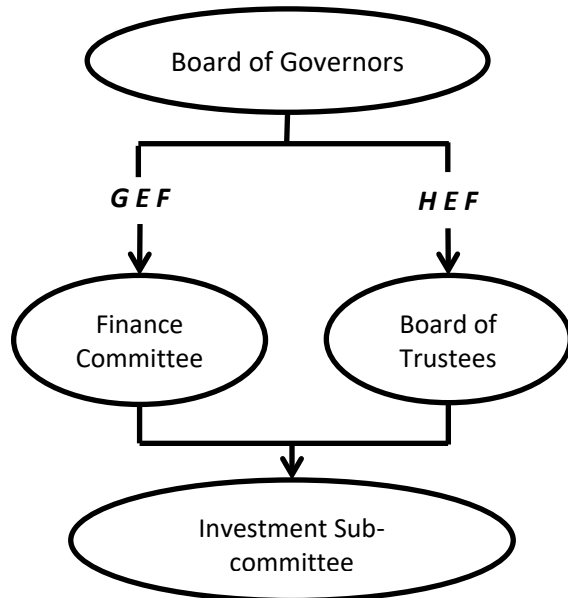 Board of Governors
G E F
H E F
Finance
Committee
Board of
Trustees
Investment Sub-
committee